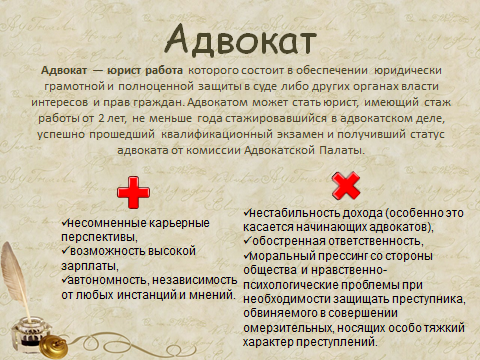 Адвокат
Адвокат — юрист работа которого состоит в обеспечении юридически
грамотной и полноценной защиты в суде либо других органах власти
интересов и прав граждан. Адвокатом может стать юрист, имеющий стаж
работы от 2 лет, не меньше года стажировавшийся в адвокатском деле,
успешно прошедший квалификационный экзамен и получивший статус
адвоката от комиссии Адвокатской Палаты.
✓несомненные карьерные
перспективы,
✓ возможность высокой
зарплаты,
✓автономность, независимость
от любых инстанций и мнений.
✓нестабильность дохода (особенно это
касается начинающих адвокатов),
✓ обостренная ответственность,
✓моральный прессинг со стороны
общества и нравственно-
психологические проблемы при
необходимости защищать преступника,
обвиняемого в совершении
омерзительных, носящих особо тяжкий
характер преступлений.